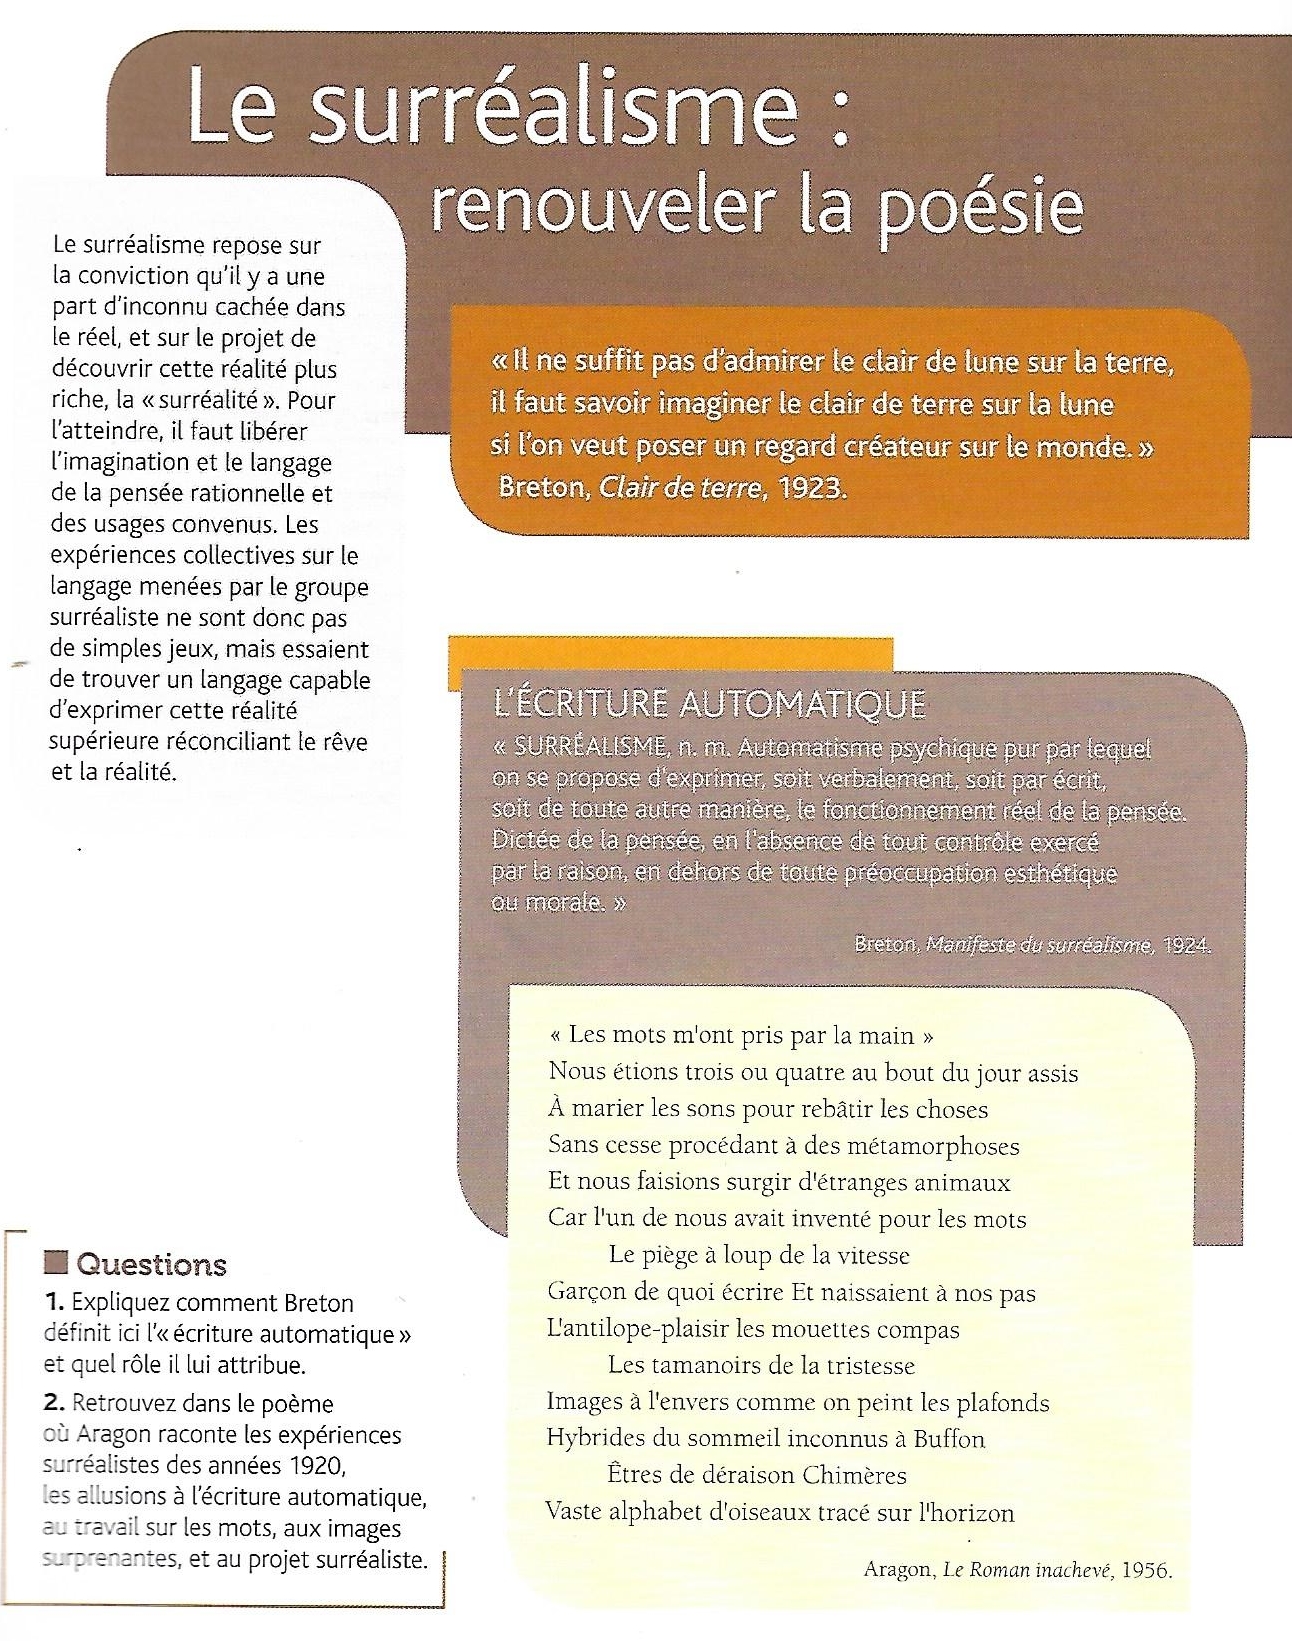 Le surréalisme :
renouveler la poésie
Le surréalisme repose sur
la conviction qu'il y a une
part d'inconnu cachée dans
le réel, et sur le projet de
découvrir cette réalité plus
riche, la « surréalité ». Pour
l'atteindre, il faut libérer
l'imagination et le langage
de la pensée rationnelle et
des usages convenus. Les
expériences collectives sur le
langage menées par le groupe
surréaliste ne sont donc pas
de simples jeux, mais essaient
de trouver un langage capable
d'exprimer cette réalité
supérieure réconciliant le rêve
et la réalité.
« Il ne suffit pas d'admirer le clair de lune sur la terre,
il faut savoir imaginer le clair de terre sur la lune
si l'on veut poser un regard créateur sur le monde. »
Breton, Clair de terre, 1923.
L'ÉCRITURE AUTOMATIQUE
« SURRÉALISME, n. m. Automatisme psychique pur par lequel
on se propose d'exprimer, soit verbalement, soit par écrit,
soit de toute autre manière, le fonctionnement réel de la pensée.
Dictée de la pensée, en l'absence de tout contrôle exercé
par la raison, en dehors de toute préoccupation esthétique
ou morale. »
Breton, Manifeste du surréalisme, 1924.
« Les mots m'ont pris par la main »
Nous étions trois ou quatre au bout du jour assis
À marier les sons pour rebâtir les choses
Sans cesse procédant à des métamorphoses
Et nous faisions surgir d'étranges animaux
Car l'un de nous avait inventé pour les mots
Le piège à loup de la vitesse
Garçon de quoi écrire Et naissaient à nos pas
L'antilope-plaisir les mouettes compas
Les tamanoirs de la tristesse
Images à l'envers comme on peint les plafonds
Hybrides du sommeil inconnus à Buffon
Êtres de déraison Chimères
Vaste alphabet d'oiseaux tracé sur l'horizon
Aragon, Le Roman inachevé, 1956.
Questions
1. Expliquez comment Breton
définit ici l'« écriture automatique »
et quel rôle il lui attribue.
2. Retrouvez dans le poème
où Aragon raconte les expériences
surréalistes des années 1920,
les allusions à l'écriture automatique,
au travail sur les mots, aux images
surprenantes, et au projet surréaliste.